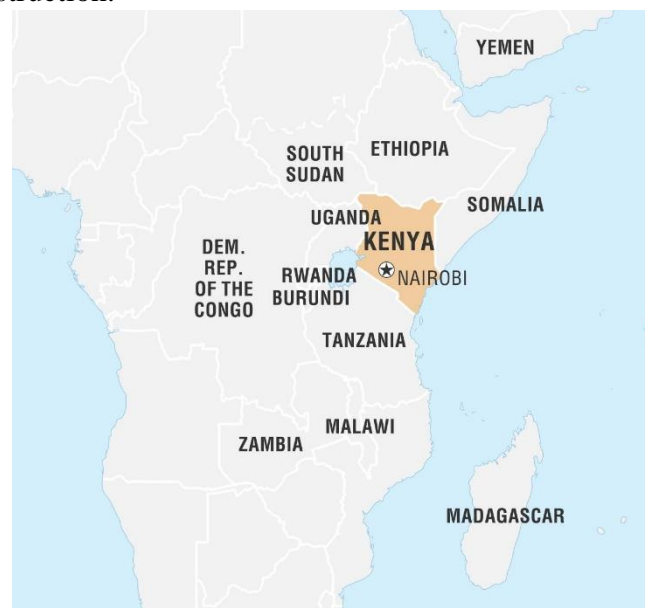 struction.
YEMEN
SOUTH
SUDAN
ETHIOPIA
SOMALIA
UGANDA
KENYA
NAIROBI
DEM.
REP.
OF THE
CONGO
RWANDA
BURUNDI
TANZANIA
MALAWI
ZAMBIA
MADAGASCAR